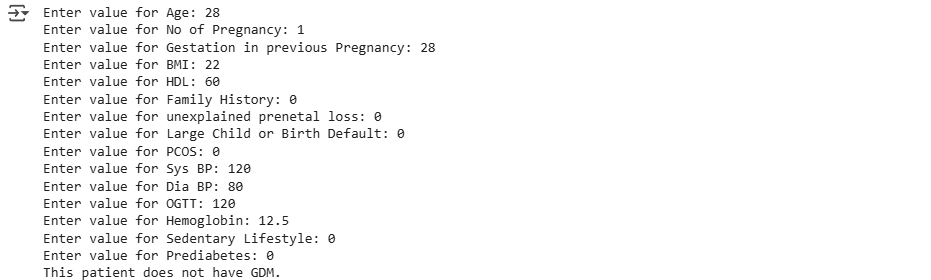 Enter value for Age: 28
Enter value for No of Pregnancy: 1
Enter value for Gestation in previous Pregnancy: 28
Enter value for BMI: 22
Enter value for HDL: 60
Enter value for Family History: 0
Enter value for unexplained prenetal loss: 0
Enter value for Large Child or Birth Default: 0
Enter value for PCOS: 0
Enter value for Sys BP: 120
Enter value for Dia BP: 80
Enter value for OGTT: 120
Enter value for Hemoglobin: 12.5
Enter value for Sedentary Lifestyle: 0
Enter value for Prediabetes: 0
This patient does not have GDM.